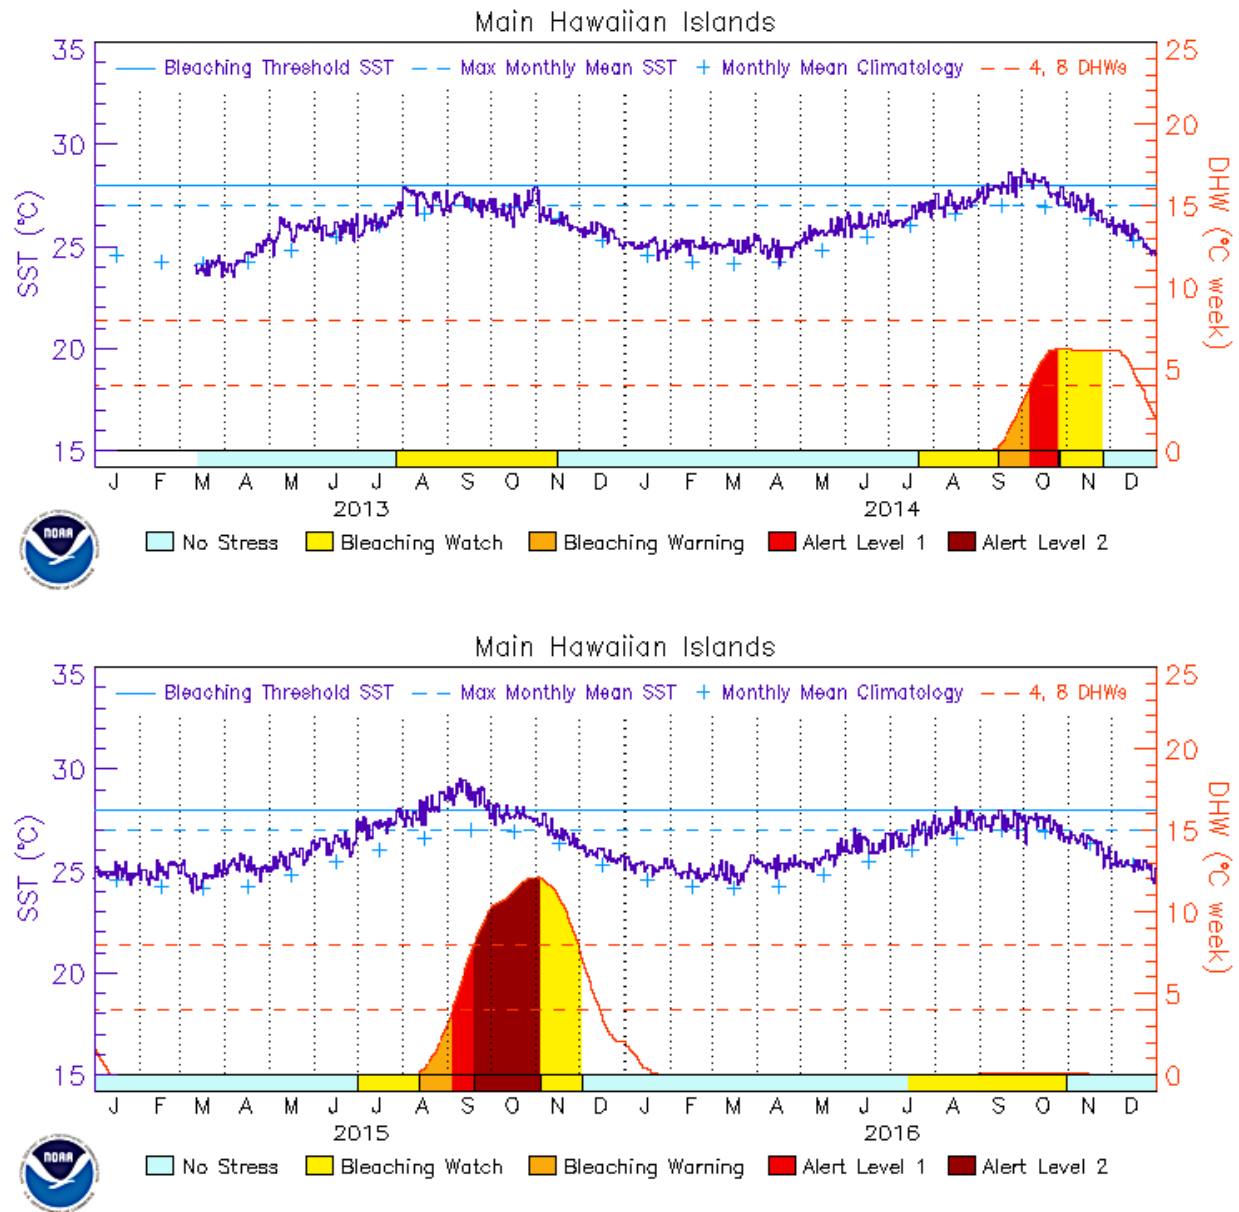 Main Hawaiian Islands
Bleaching Threshold SST Max Monthly Mean SST Monthly Mean Climatology 4, 8 DHWs
35 30 25 20 15
SST (°C)
25 20 15 10 5 0
DHW (°C week)
J F M A M J J A S O N D J F M A M J J A S O N D
2013 2014
NOAA
No Stress Bleaching Watch Bleaching Warning Alert Level 1 Alert Level 2
Main Hawaiian Islands
Bleaching Threshold SST Max Monthly Mean SST Monthly Mean Climatology 4, 8 DHWs
35 30 25 20 15
SST (°C)
25 20 15 10 5 0
DHW (°C week)
J F M A M J J A S O N D J F M A M J J A S O N D
2015 2016
NOAA
No Stress Bleaching Watch Bleaching Warning Alert Level 1 Alert Level 2